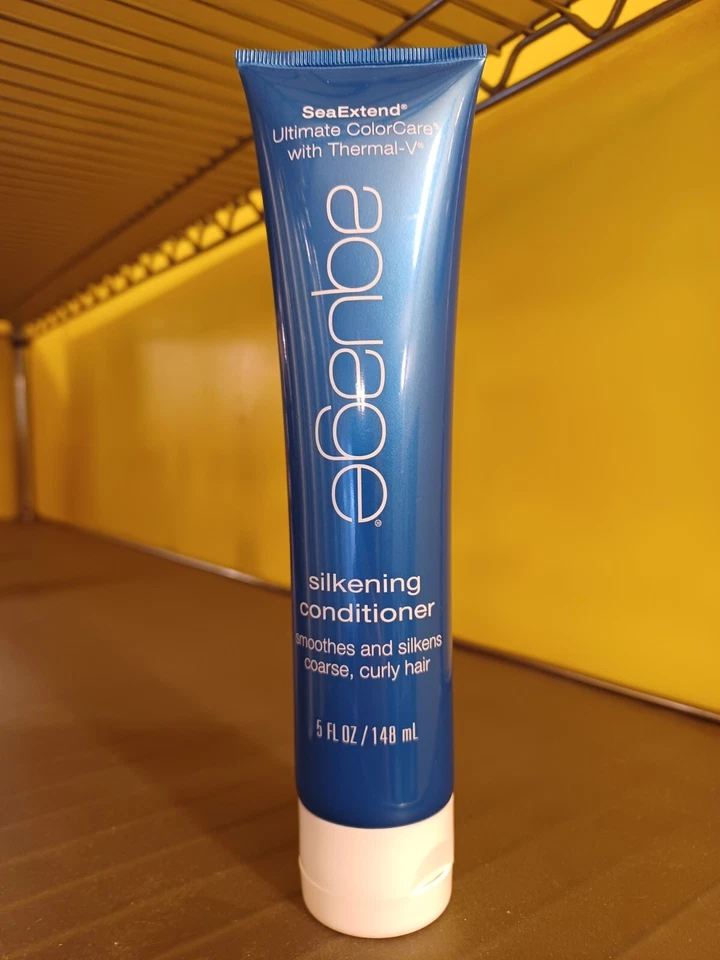 SeaExtend®
Ultimate ColorCare®
with Thermal-V®
aquage®
silkening
conditioner
smoothes and silkens
coarse, curly hair
5 FL OZ / 148 mL